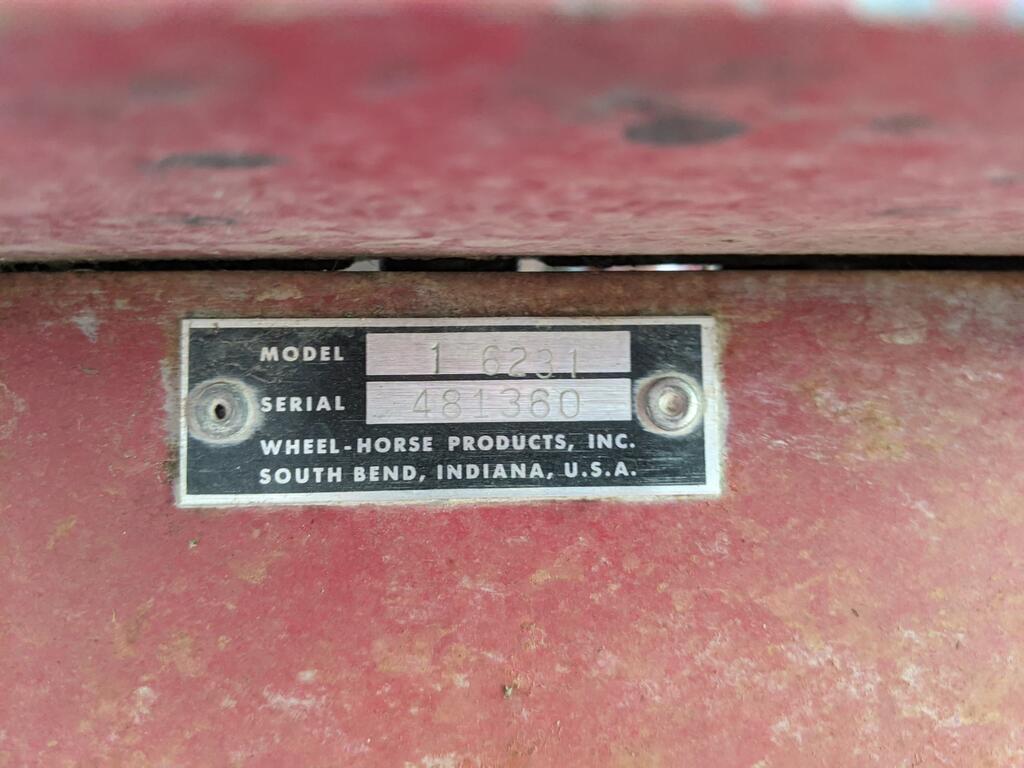 MODEL 1 6231
SERIAL 481360
WHEEL-HORSE PRODUCTS, INC.
SOUTH BEND, INDIANA, U.S.A.